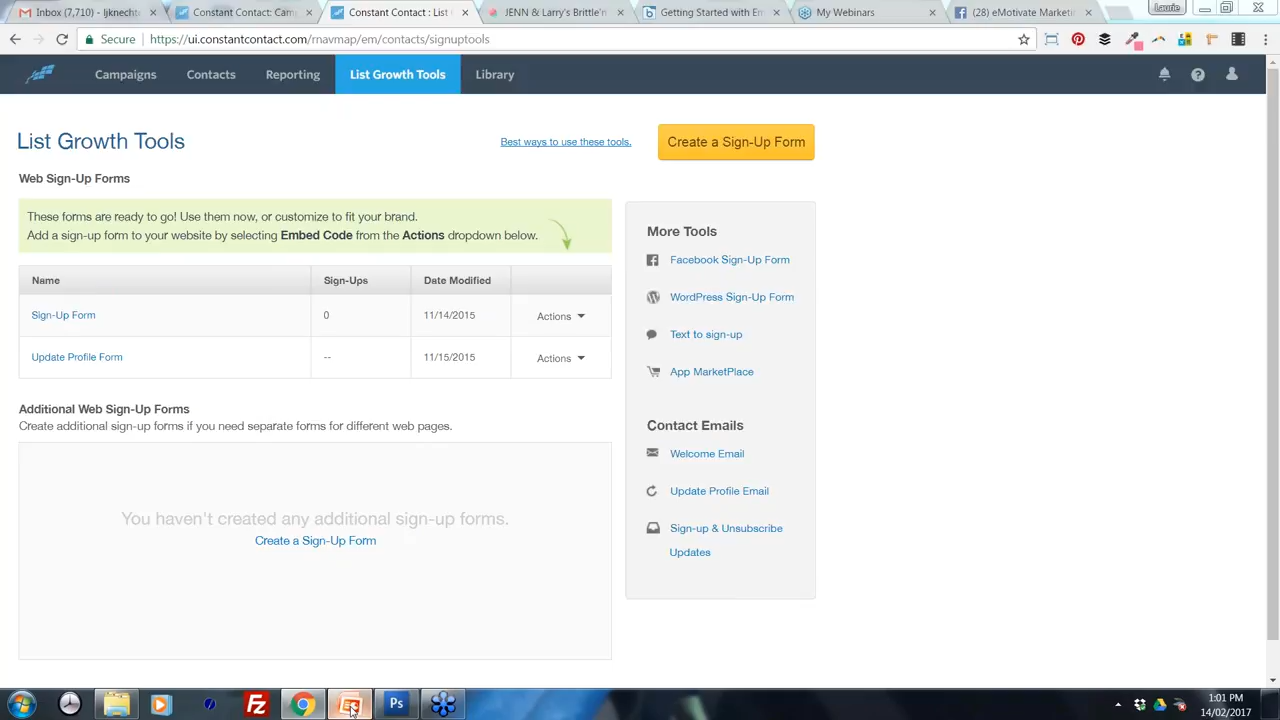 Inbox (7,710) - ljknecht
Constant Contact: Cam
Constant Contact : List
JENN & Larry's Brittle'n
Getting Started with Em
My Webinars
(28) eMotivate Marketi
Laurie
Secure
https://ui.constantcontact.com/rnavmap/em/contacts/signuptools
Campaigns
Contacts
Reporting
List Growth Tools
Library
List Growth Tools
Best ways to use these tools.
Create a Sign-Up Form
Web Sign-Up Forms
These forms are ready to go! Use them now, or customize to fit your brand.
Add a sign-up form to your website by selecting Embed Code from the Actions dropdown below.
Name Sign-Ups Date Modified
Sign-Up Form 0 11/14/2015 Actions
Update Profile Form -- 11/15/2015 Actions
Additional Web Sign-Up Forms
Create additional sign-up forms if you need separate forms for different web pages.
You haven't created any additional sign-up forms.
Create a Sign-Up Form
More Tools
Facebook Sign-Up Form
WordPress Sign-Up Form
Text to sign-up
App MarketPlace
Contact Emails
Welcome Email
Update Profile Email
Sign-up & Unsubscribe
Updates
Fz
Ps
1:01 PM
14/02/2017